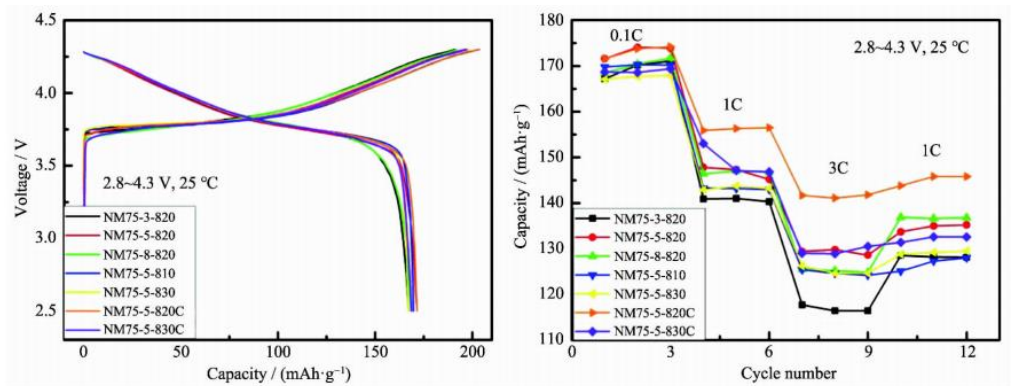 4.5
4.0
3.5
3.0
2.5
Voltage / V
2.8~4.3 V, 25 ℃
NM75-3-820
NM75-5-820
NM75-8-820
NM75-5-810
NM75-5-830
NM75-5-820C
NM75-5-830C
0 50 100 150 200
Capacity / (mAh·g⁻¹)
180
170
160
150
140
130
120
110
Capacity / (mAh·g⁻¹)
0.1C
2.8~4.3 V, 25 ℃
1C
3C
1C
NM75-3-820
NM75-5-820
NM75-8-820
NM75-5-810
NM75-5-830
NM75-5-820C
NM75-5-830C
0 3 6 9 12
Cycle number